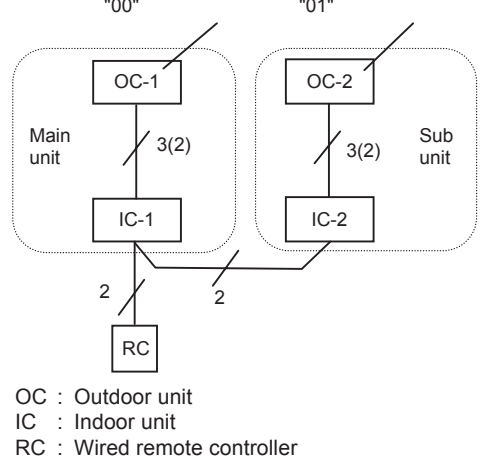 "00" "01"
OC-1 OC-2
Main unit 3(2) 3(2) Sub unit
IC-1 IC-2
2 2
RC
OC : Outdoor unit
IC : Indoor unit
RC : Wired remote controller